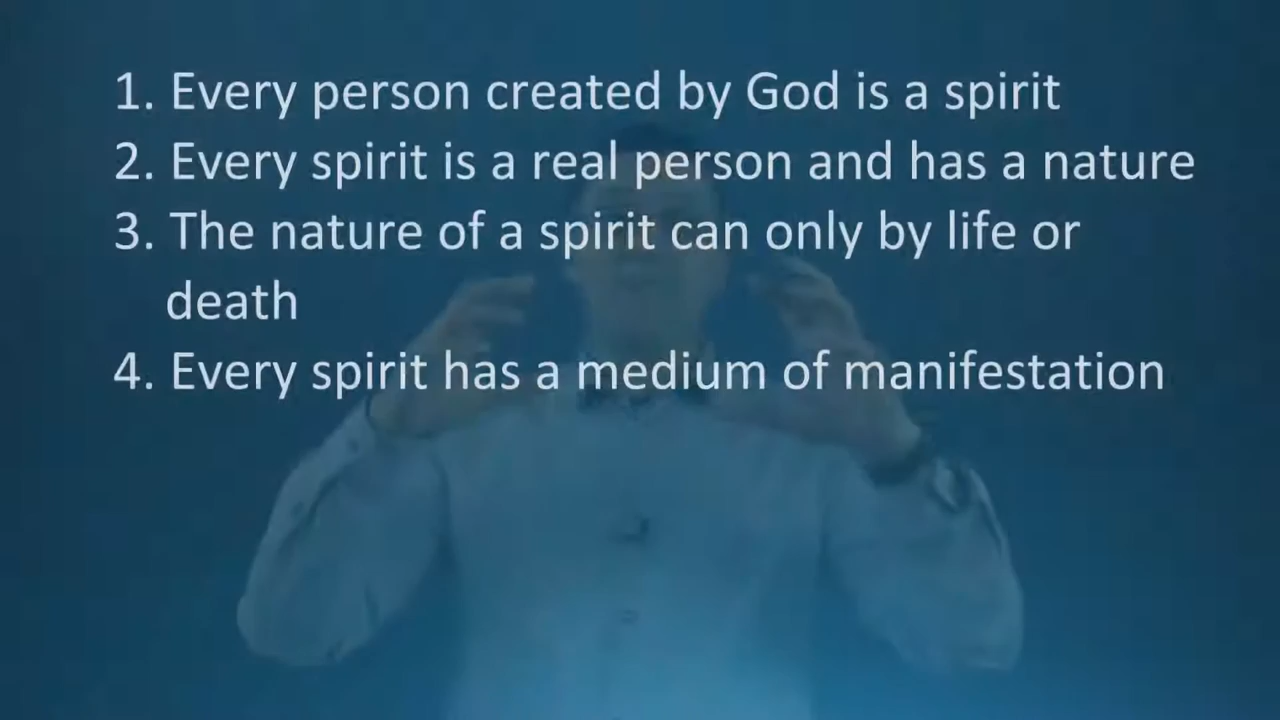 1. Every person created by God is a spirit
2. Every spirit is a real person and has a nature
3. The nature of a spirit can only by life or
death
4. Every spirit has a medium of manifestation